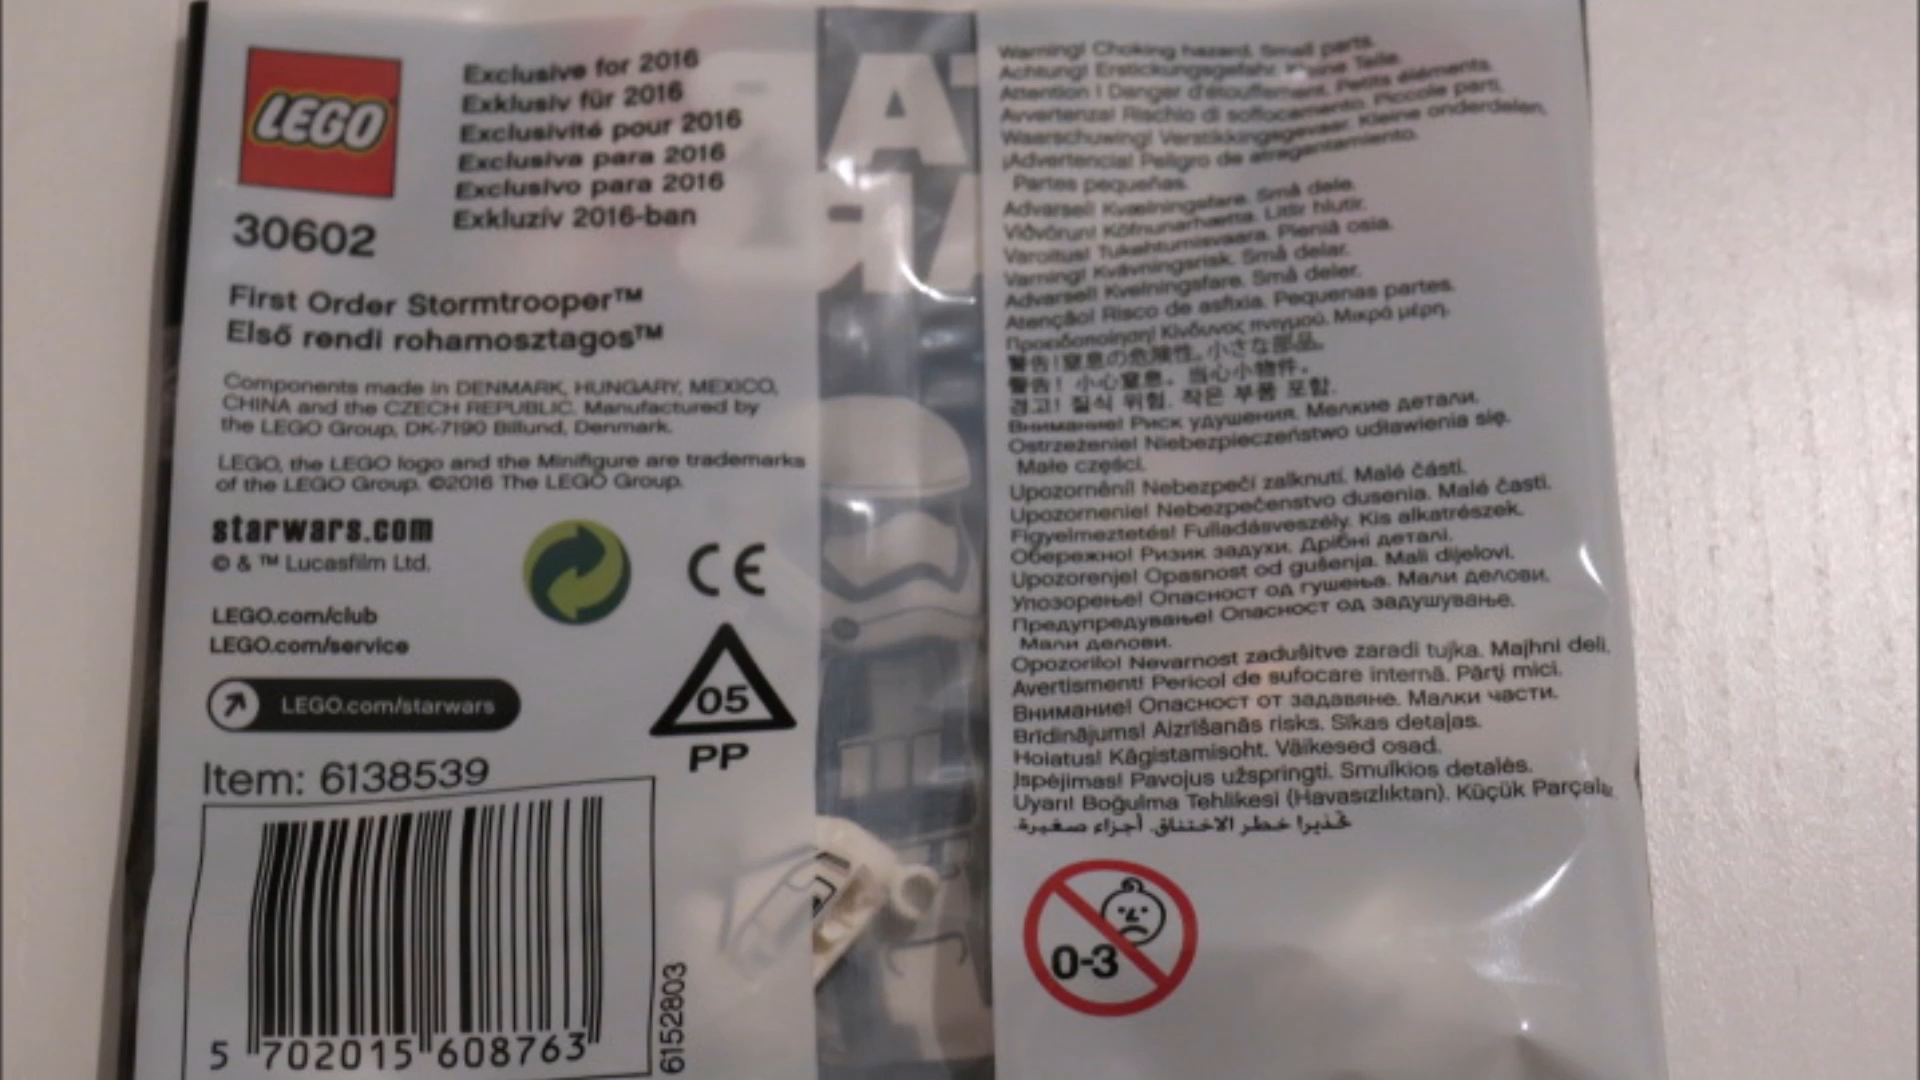 LEGO
Exclusive for 2016
Exklusiv für 2016
Exclusivité pour 2016
Exclusiva para 2016
Exclusivo para 2016
Exkluzív 2016-ban
30602
First Order Stormtrooper™
Első rendi rohamosztagos™
Components made in DENMARK, HUNGARY, MEXICO,
CHINA and the CZECH REPUBLIC. Manufactured by
the LEGO Group, DK-7190 Billund, Denmark.
LEGO, the LEGO logo and the Minifigure are trademarks
of the LEGO Group. ©2016 The LEGO Group.
starwars.com
© & ™ Lucasfilm Ltd.
LEGO.com/club
LEGO.com/service
LEGO.com/starwars
CE
05
PP
Item: 6138539
5 702015 608763
6152803
Warning! Choking hazard. Small parts.
Achtung! Erstickungsgefahr. Kleine Teile.
Attention ! Danger d'étouffement. Petits éléments.
Avvertenza! Rischio di soffocamento. Piccole parti.
Waarschuwing! Verstikkingsgevaar. Kleine onderdelen.
¡Advertencia! Peligro de atragantamiento.
Partes pequeñas.
Advarsel! Kvælningsfare. Små dele.
Viðvörun! Köfnunarhætta. Litlir hlutir.
Varoitus! Tukehtumisvaara. Pieniä osia.
Varning! Kvävningsrisk. Små delar.
Advarsel! Kvelningsfare. Små deler.
Atenção! Risco de asfixia. Pequenas partes.
Προειδοποίηση! Κίνδυνος πνιγμού. Μικρά μέρη.
警告!窒息の危険性。小さな部品。
警告！小心窒息。当心小物件。
경고! 질식 위험. 작은 부품 포함.
Внимание! Риск удушения. Мелкие детали.
Ostrzeżenie! Niebezpieczeństwo udławienia się.
Małe części.
Upozornění! Nebezpečí zalknutí. Malé části.
Upozornenie! Nebezpečenstvo dusenia. Malé časti.
Figyelmeztetés! Fulladásveszély. Kis alkatrészek.
Обережно! Ризик задухи. Дрібні деталі.
Upozorenje! Opasnost od gušenja. Mali dijelovi.
Упозорење! Опасност од гушења. Мали делови.
Предупредување! Опасност од задушување.
Мали делови.
Opozorilo! Nevarnost zadušitve zaradi tujka. Majhni deli.
Avertisment! Pericol de sufocare internă. Părți mici.
Внимание! Опасност от задавяне. Малки части.
Brīdinājums! Aizrīšanās risks. Sīkas detaļas.
Hoiatus! Kägistamisoht. Väikesed osad.
Įspėjimas! Pavojus užspringti. Smulkios detalės.
Uyarı! Boğulma Tehlikesi (Havasızlıktan). Küçük Parçalar
تحذير! خطر الاختناق. أجزاء صغيرة.
0-3